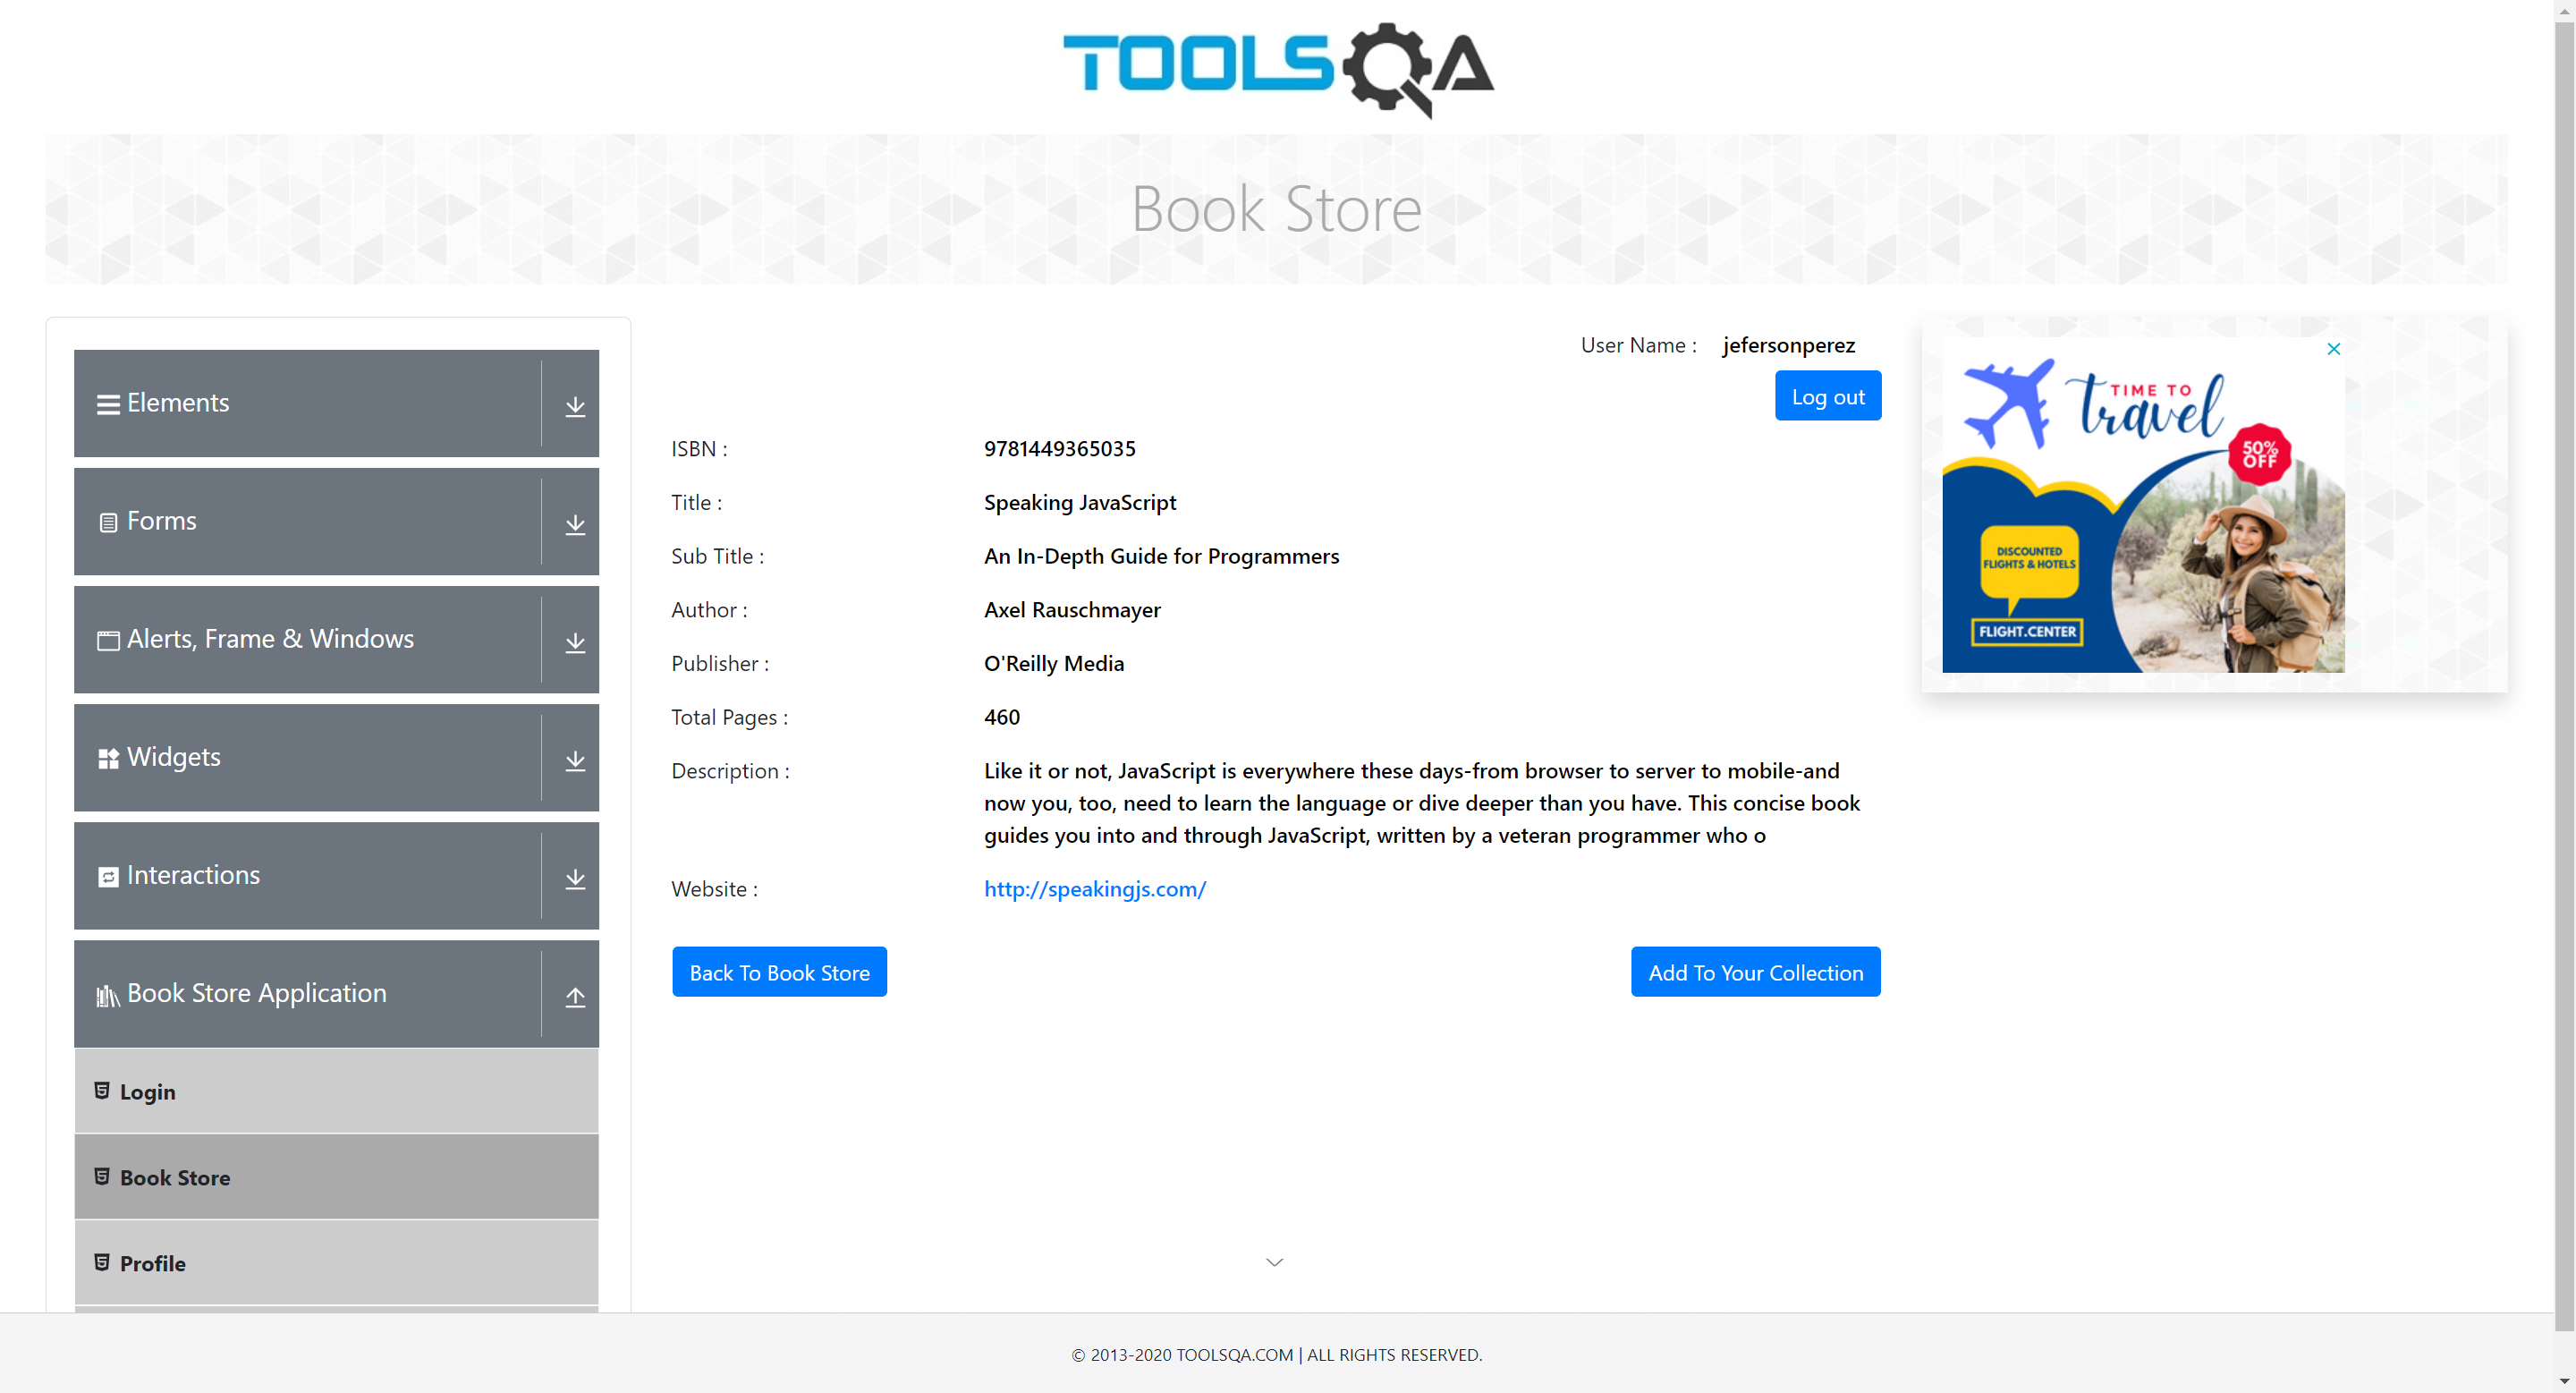 TOOLSQA
Book Store
Elements
Forms
Alerts, Frame & Windows
Widgets
Interactions
Book Store Application
Login
Book Store
Profile
User Name : jefersonperez
Log out
ISBN : 9781449365035
Title : Speaking JavaScript
Sub Title : An In-Depth Guide for Programmers
Author : Axel Rauschmayer
Publisher : O'Reilly Media
Total Pages : 460
Description : Like it or not, JavaScript is everywhere these days-from browser to server to mobile-and
now you, too, need to learn the language or dive deeper than you have. This concise book
guides you into and through JavaScript, written by a veteran programmer who o
Website : http://speakingjs.com/
Back To Book Store
Add To Your Collection
TIME TO
travel
50%
OFF
DISCOUNTED
FLIGHTS & HOTELS
FLIGHT.CENTER
© 2013-2020 TOOLSQA.COM | ALL RIGHTS RESERVED.